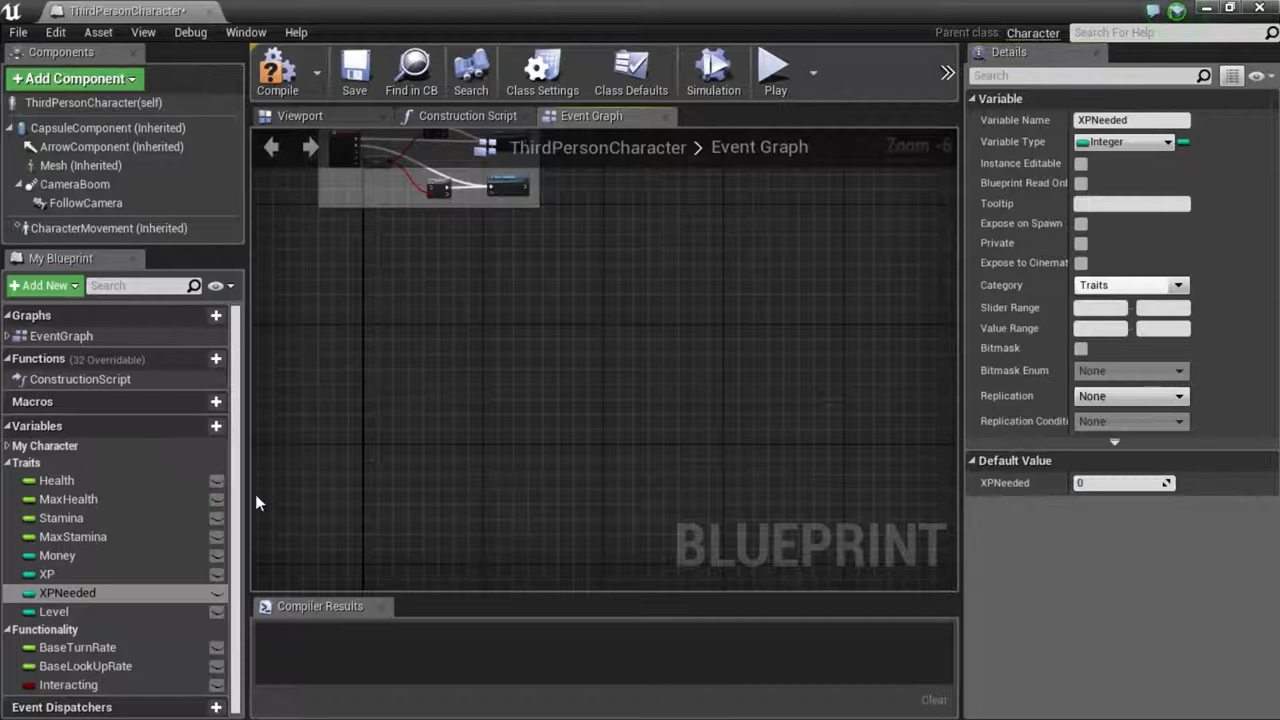 ThirdPersonCharacter*
File Edit Asset View Debug Window Help
Parent class: Character
Search For Help
Components
+Add Component
ThirdPersonCharacter(self)
CapsuleComponent (Inherited)
ArrowComponent (Inherited)
Mesh (Inherited)
CameraBoom
FollowCamera
CharacterMovement (Inherited)
My Blueprint
+Add New
Search
Graphs
EventGraph
Functions (32 Overridable)
ConstructionScript
Macros
Variables
My Character
Traits
Health
MaxHealth
Stamina
MaxStamina
Money
XP
XPNeeded
Level
Functionality
BaseTurnRate
BaseLookUpRate
Interacting
Event Dispatchers
Compile Save Find in CB Search Class Settings Class Defaults Simulation Play
Viewport Construction Script Event Graph
ThirdPersonCharacter > Event Graph
Zoom -6
BLUEPRINT
Compiler Results
Clear
Details
Search
Variable
Variable Name XPNeeded
Variable Type Integer
Instance Editable
Blueprint Read Onl
Tooltip
Expose on Spawn
Private
Expose to Cinemat
Category Traits
Slider Range
Value Range
Bitmask
Bitmask Enum None
Replication None
Replication Conditi None
Default Value
XPNeeded 0